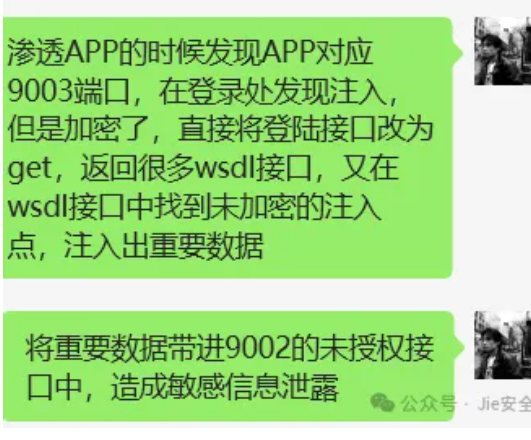 渗透APP的时候发现APP对应
9003端口，在登录处发现注入，
但是加密了，直接将登陆接口改为
get，返回很多wsdl接口，又在
wsdl接口中找到未加密的注入
点，注入出重要数据
将重要数据带进9002的未授权接
口中，造成敏感信息泄露
公众号 · Jie安全